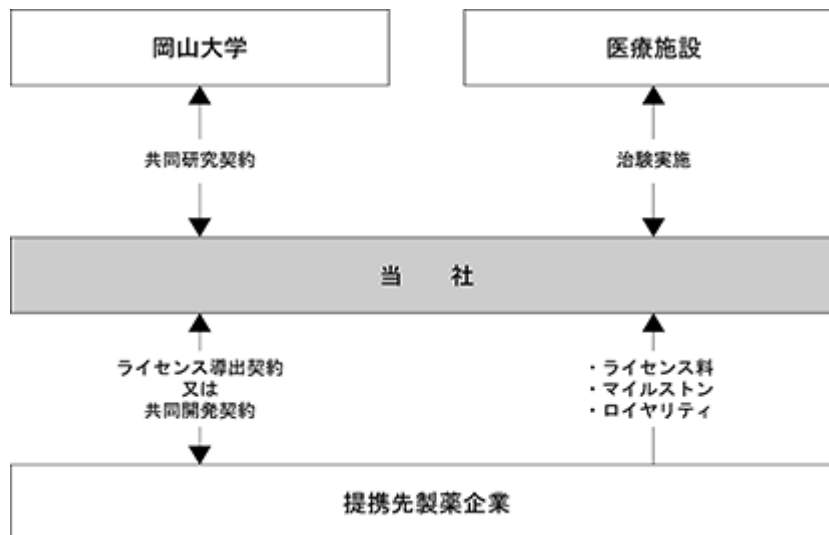 岡山大学
医療施設
共同研究契約
治験実施
当 社
ライセンス導出契約
又は
共同開発契約
・ライセンス料
・マイルストン
・ロイヤリティ
提携先製薬企業